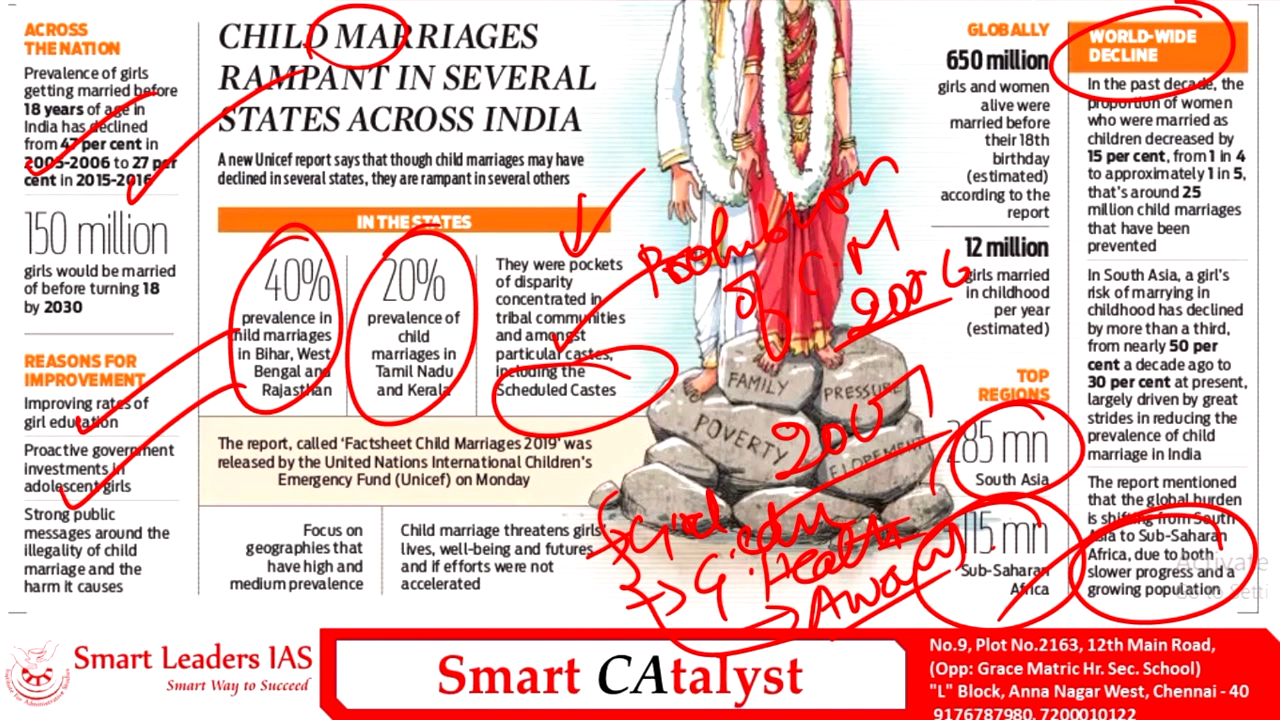 ACROSS
THE NATION
Prevalence of girls
getting married before
18 years of age in
India has declined
from 47 per cent in
2005-2006 to 27 per
cent in 2015-2016
150 million
girls would be married
of before turning 18
by 2030
REASONS FOR
IMPROVEMENT
Improving rates of
girl education
Proactive government
investments in
adolescent girls
Strong public
messages around the
illegality of child
marriage and the
harm it causes
CHILD MARRIAGES
RAMPANT IN SEVERAL
STATES ACROSS INDIA
A new Unicef report says that though child marriages may have
declined in several states, they are rampant in several others
IN THE STATES
40%
prevalence in
child marriages
in Bihar, West
Bengal and
Rajasthan
20%
prevalence of
child
marriages in
Tamil Nadu
and Kerala
They were pockets
of disparity
concentrated in
tribal communities
and amongst
particular castes,
including the
Scheduled Castes
The report, called ‘Factsheet Child Marriages 2019’ was
released by the United Nations International Children’s
Emergency Fund (Unicef) on Monday
Focus on
geographies that
have high and
medium prevalence
Child marriage threatens girls
lives, well-being and futures
and if efforts were not
accelerated
FAMILY
PRESSURE
POVERTY
ELOPEMENT
of C.M
2006
Girl edu
G. Health
GLOBALLY
650 million
girls and women
alive were
married before
their 18th
birthday
(estimated)
according to the
report
12 million
girls married
in childhood
per year
(estimated)
TOP
REGIONS
285 mn
South Asia
115 mn
Sub-Saharan
Africa
WORLD-WIDE
DECLINE
In the past decade, the
proportion of women
who were married as
children decreased by
15 per cent, from 1 in 4
to approximately 1 in 5,
that’s around 25
million child marriages
that have been
prevented
In South Asia, a girl’s
risk of marrying in
childhood has declined
by more than a third,
from nearly 50 per
cent a decade ago to
30 per cent at present,
largely driven by great
strides in reducing the
prevalence of child
marriage in India
The report mentioned
that the global burden
is shifting from South
Asia to Sub-Saharan
Africa, due to both
slower progress and a
growing population
Smart Leaders IAS
Smart Way to Succeed
Smart CAtalyst
No.9, Plot No.2163, 12th Main Road,
(Opp: Grace Matric Hr. Sec. School)
"L" Block, Anna Nagar West, Chennai - 40
9176787980, 7200010122